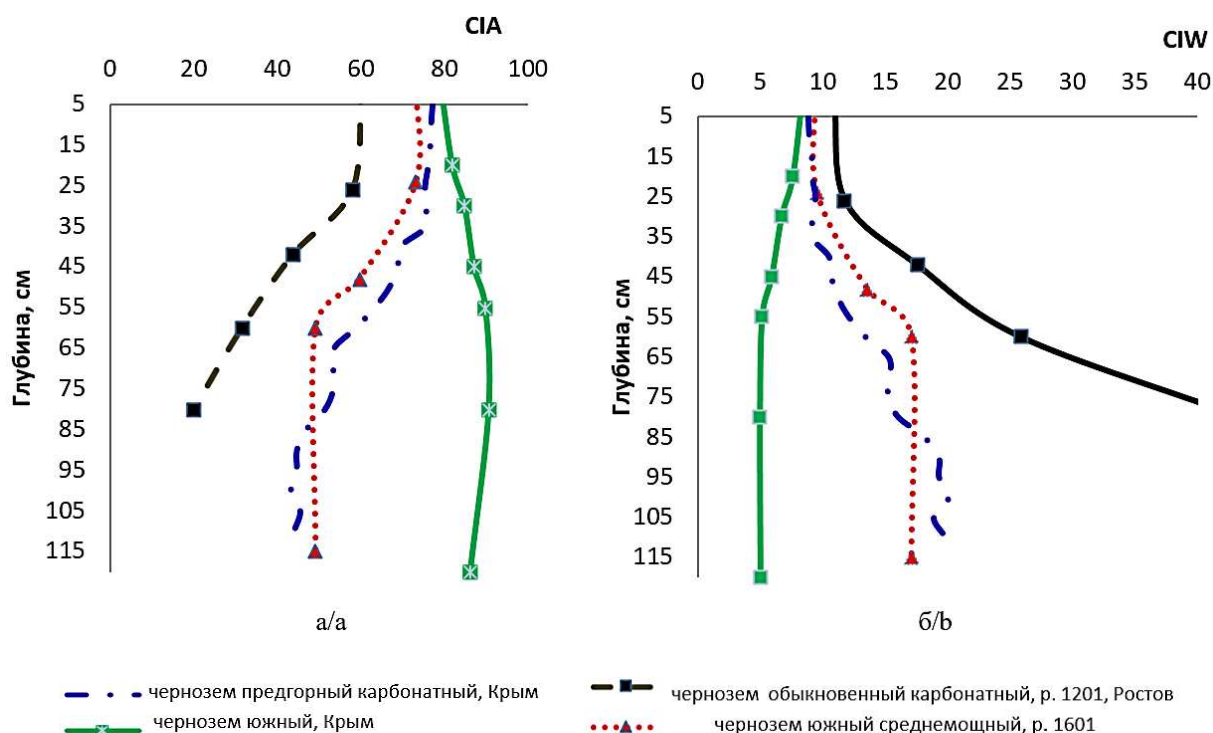 CIA
0 20 40 60 80 100
5
15
25
35
45
55
65
75
85
95
105
115
Глубина, см
а/a
CIW
0 5 10 15 20 25 30 35 40
5
15
25
35
45
55
65
75
85
95
105
115
Глубина, см
б/b
чернозем предгорный карбонатный, Крым
чернозем южный, Крым
чернозем обыкновенный карбонатный, р. 1201, Ростов
чернозем южный среднемощный, р. 1601